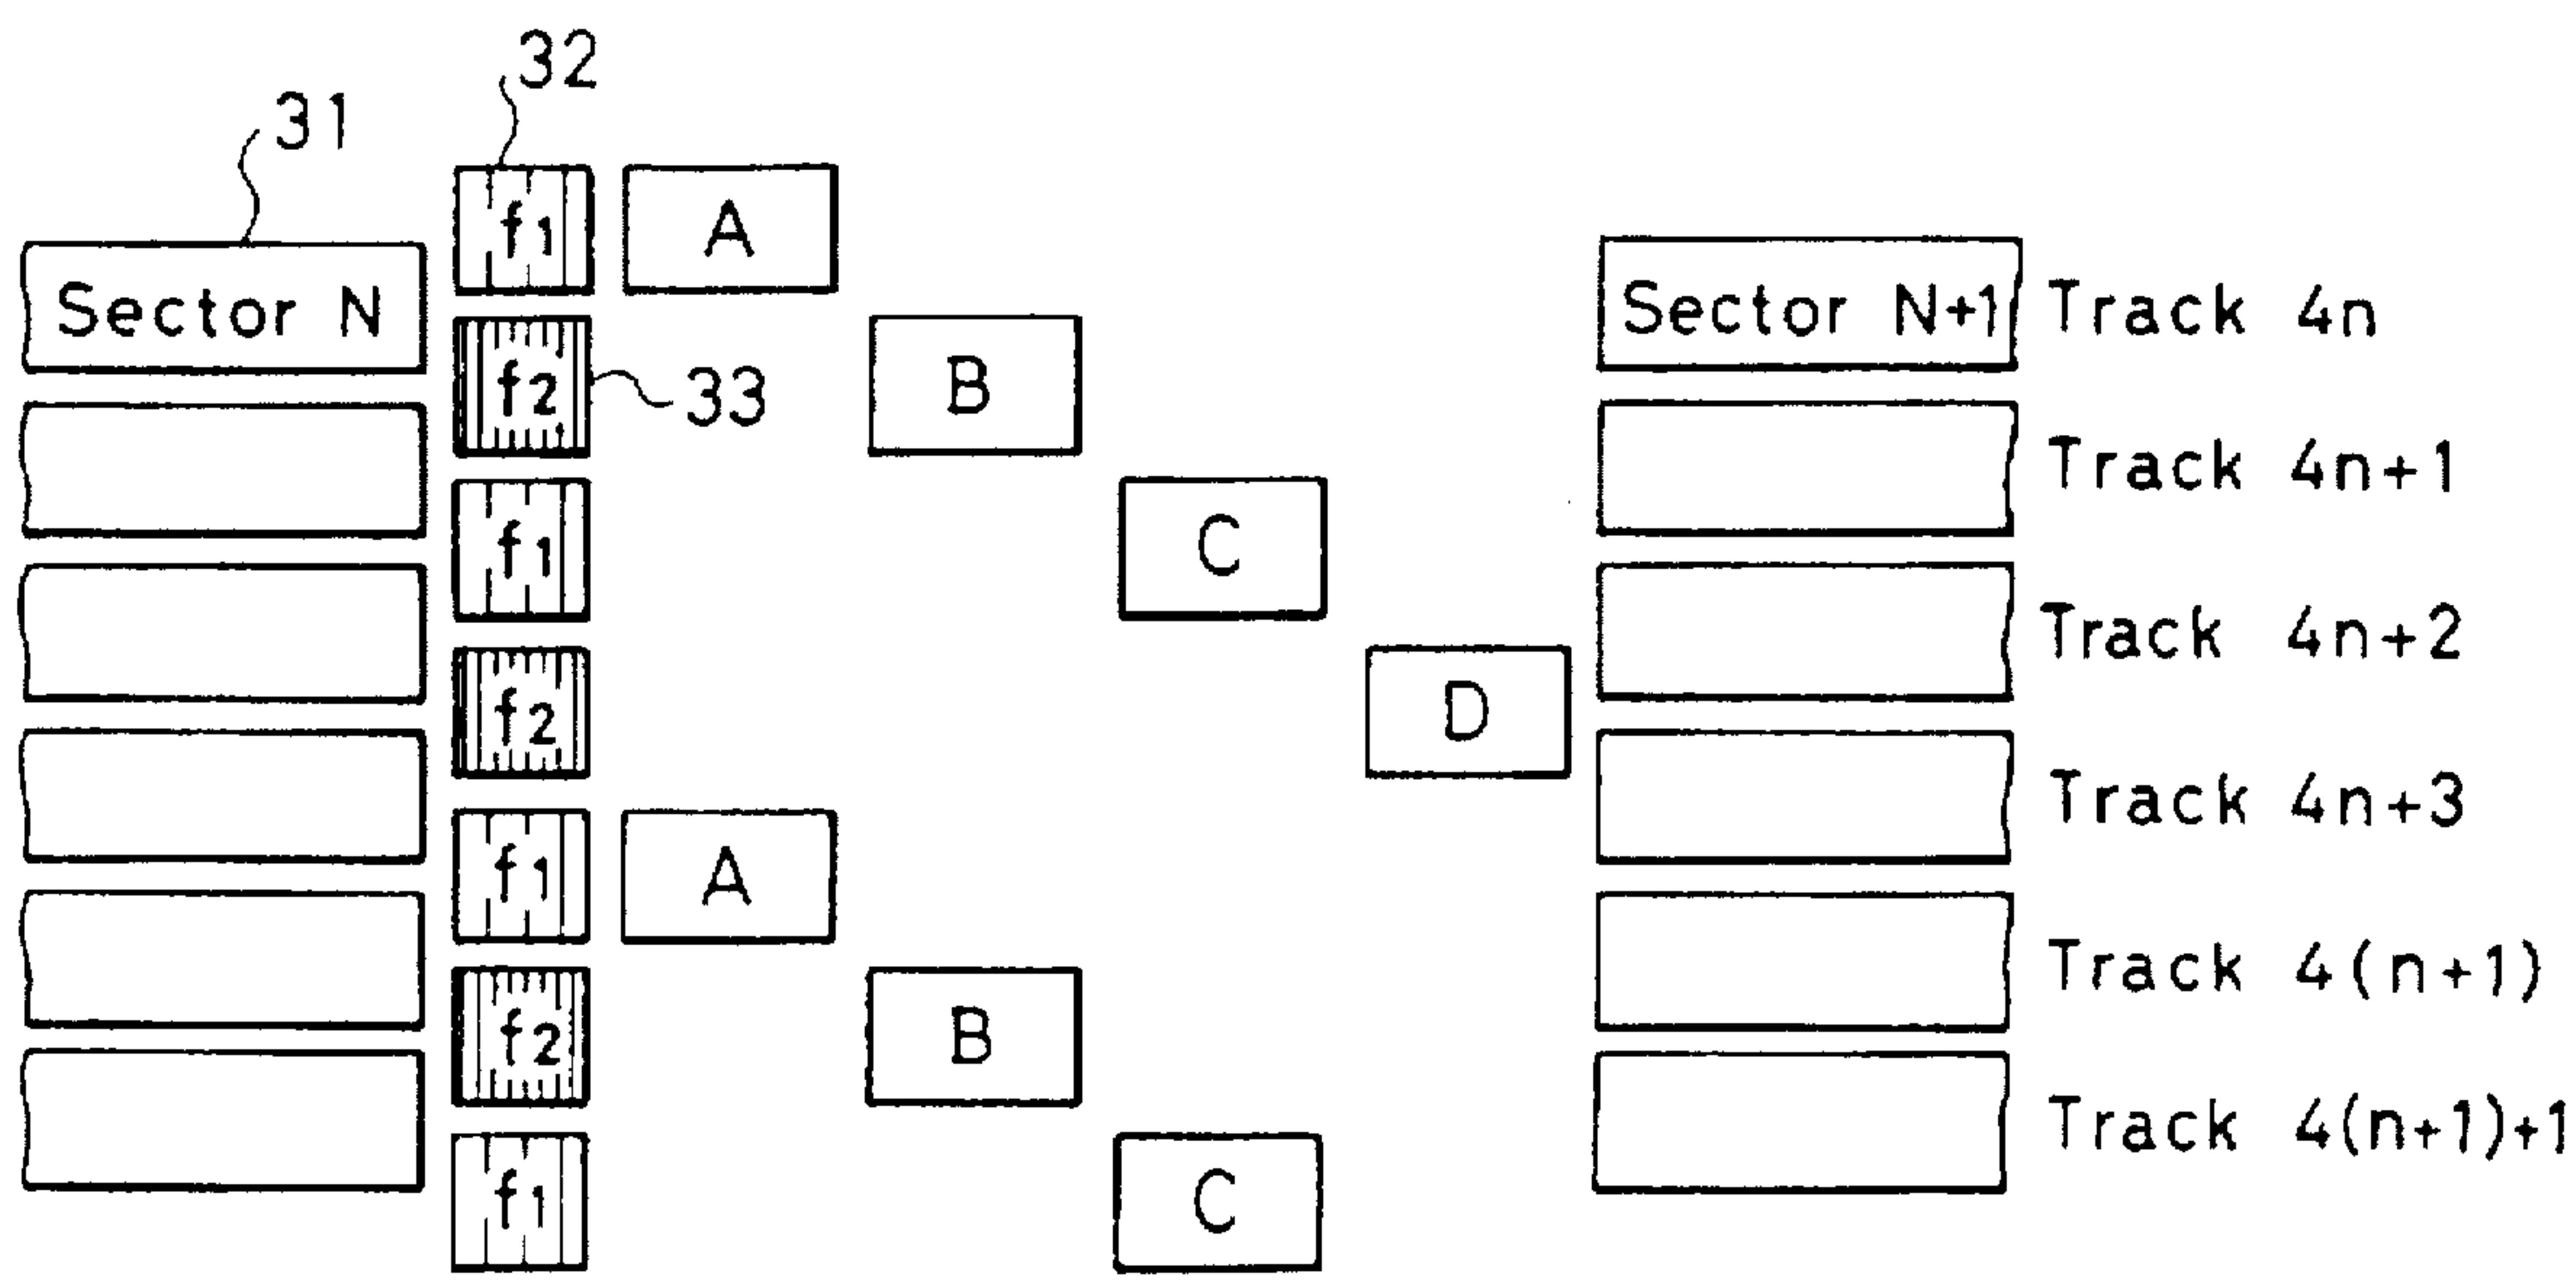 32
31
f1 A
Sector N Sector N+1 Track 4n
f2 33 B
Track 4n+1
f1 C
Track 4n+2
f2 D
Track 4n+3
f1 A
Track 4(n+1)
f2 B
Track 4(n+1)+1
f1 C